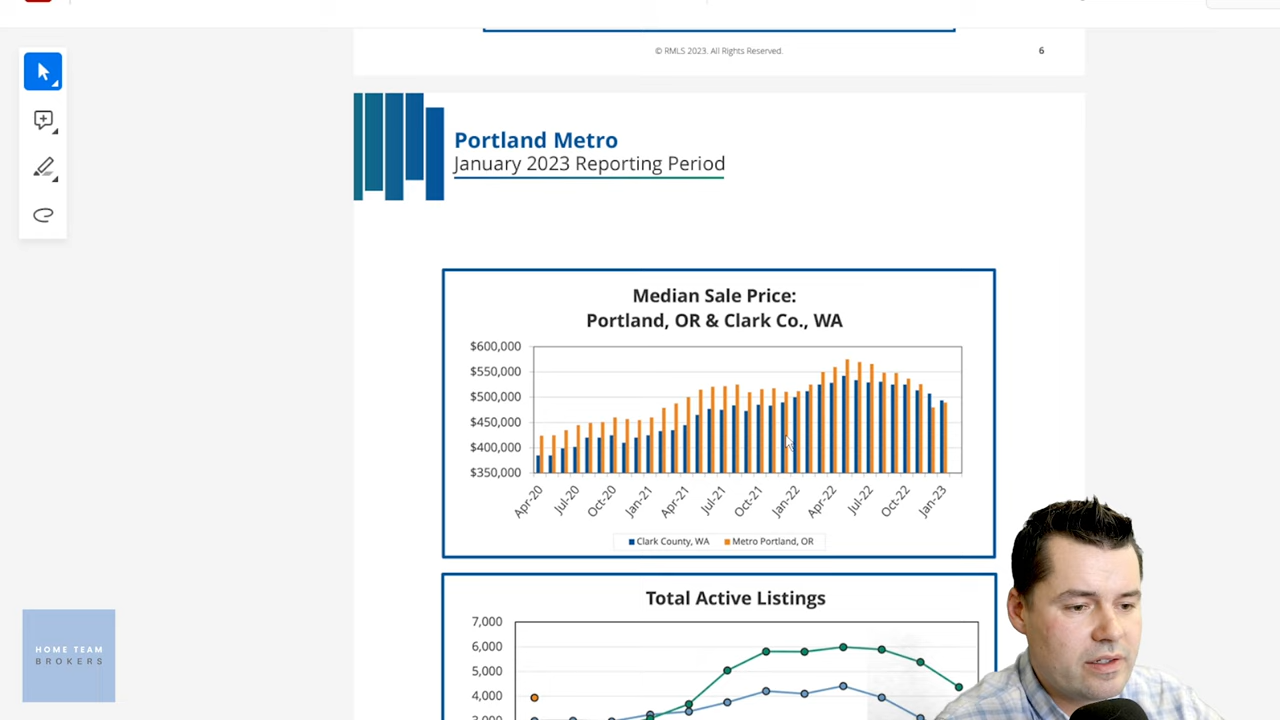 © RMLS 2023. All Rights Reserved.
6
Portland Metro
January 2023 Reporting Period
Median Sale Price:
Portland, OR & Clark Co., WA
$600,000
$550,000
$500,000
$450,000
$400,000
$350,000
Apr-20
Jul-20
Oct-20
Jan-21
Apr-21
Jul-21
Oct-21
Jan-22
Apr-22
Jul-22
Oct-22
Jan-23
Clark County, WA
Metro Portland, OR
Total Active Listings
7,000
6,000
5,000
4,000
3,000
HOME TEAM
BROKERS